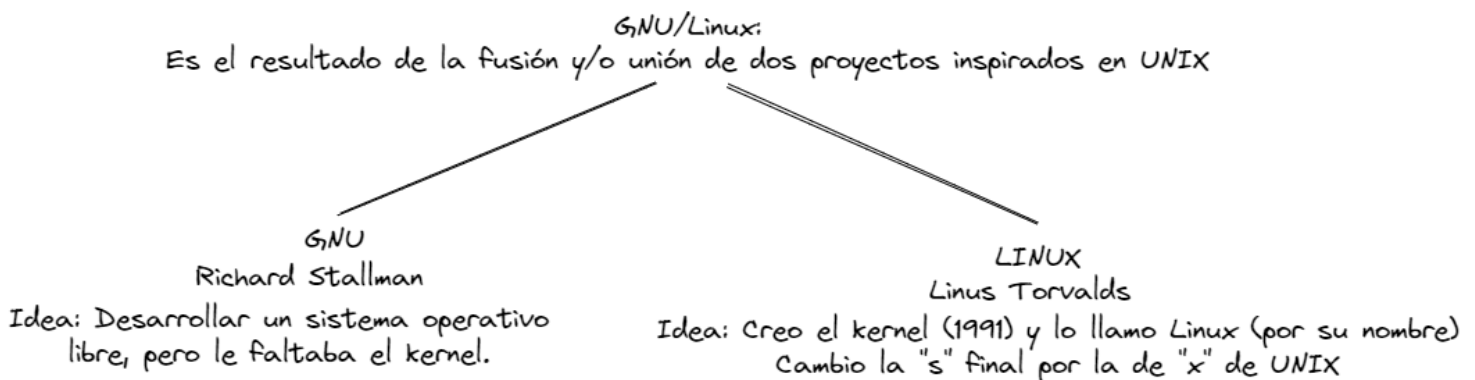 GNU/Linux:
Es el resultado de la fusión y/o unión de dos proyectos inspirados en UNIX
GNU
Richard Stallman
Idea: Desarrollar un sistema operativo
libre, pero le faltaba el kernel.
LINUX
Linus Torvalds
Idea: Creo el kernel (1991) y lo llamo Linux (por su nombre)
Cambio la "s" final por la de "x" de UNIX